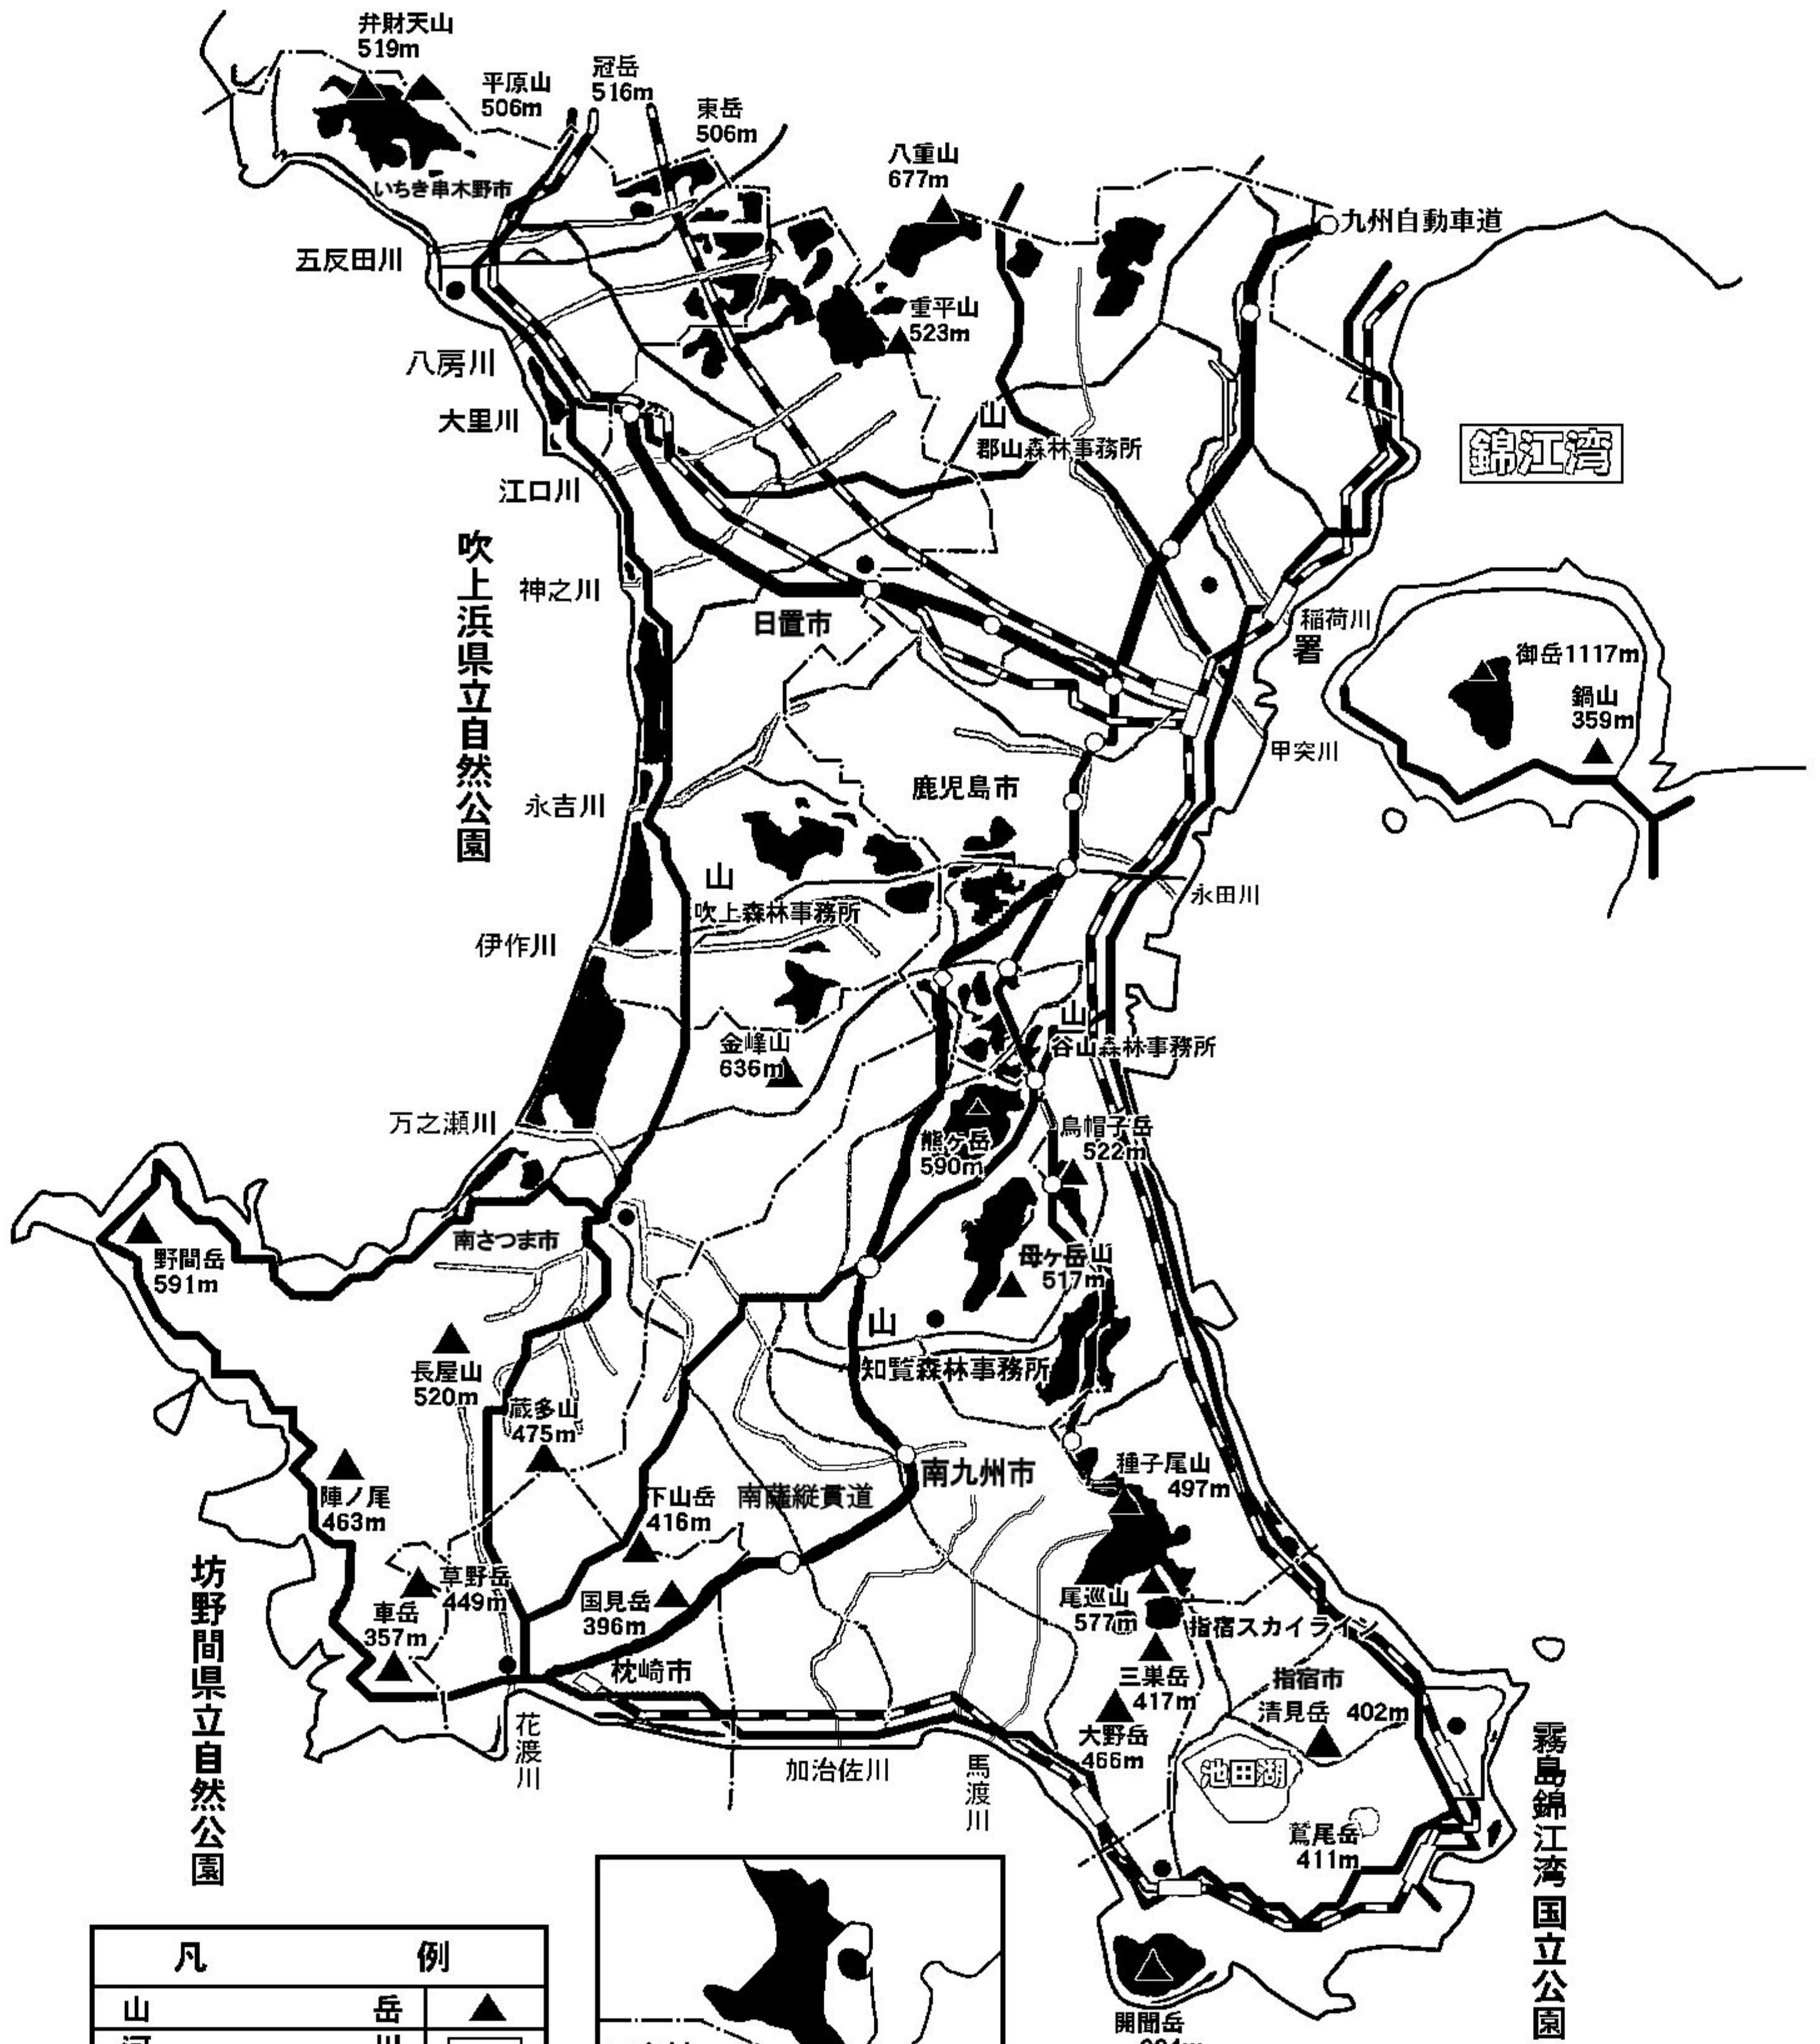 弁財天山
519m
平原山
506m
冠岳
516m
東岳
506m
八重山
677m
いちき串木野市
九州自動車道
五反田川
重平山
523m
八房川
大里川
山
郡山森林事務所
錦江湾
江口川
吹上浜県立自然公園
神之川
日置市
稲荷川
署
御岳1117m
鍋山
359m
甲突川
鹿児島市
永吉川
山
吹上森林事務所
永田川
伊作川
山
谷山森林事務所
金峰山
636m
万之瀬川
熊ヶ岳
590m
烏帽子岳
522m
南さつま市
野間岳
591m
母ヶ岳山
517m
山
知覧森林事務所
長屋山
520m
蔵多山
475m
陣ノ尾
463m
下山岳
416m
南薩縦貫道
南九州市
種子尾山
497m
坊野間県立自然公園
草野岳
449m
車岳
357m
国見岳
396m
尾巡山
577m
指宿スカイライン
枕崎市
三巣岳
417m
指宿市
清見岳 402m
大野岳
466m
花渡川
加治佐川
馬渡川
池田湖
鷲尾岳
411m
霧島錦江湾国立公園
凡例
山岳
開聞岳